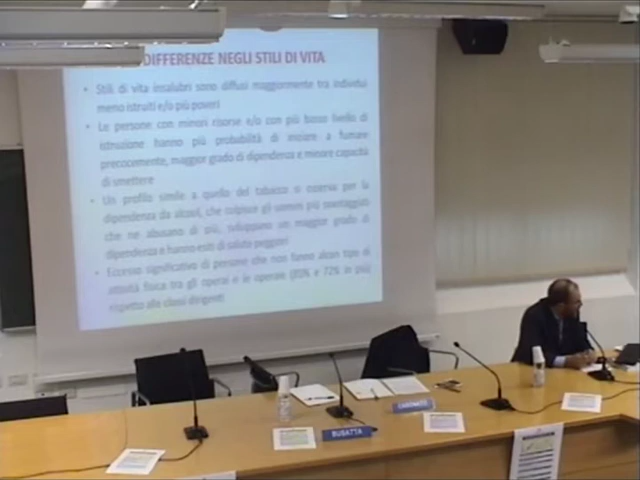 DIFFERENZE NEGLI STILI DI VITA
• Stili di vita insalubri sono diffusi maggiormente tra individui
meno istruiti e/o più poveri
• Le persone con minori risorse e/o con più basso livello di
istruzione hanno più probabilità di iniziare a fumare
precocemente, maggior grado di dipendenza e minore capacità
di smettere
• Un profilo simile a quello del tabacco si osserva per la
dipendenza da alcool, che colpisce gli uomini più svantaggiati
che ne abusano di più, sviluppano un maggior grado di
dipendenza e hanno esiti di salute peggiori
• Eccesso significativo di persone che non fanno alcun tipo di
attività fisica tra gli operai e le operaie (20% e 72% in più)
rispetto alle classi dirigenti
BUSATTA